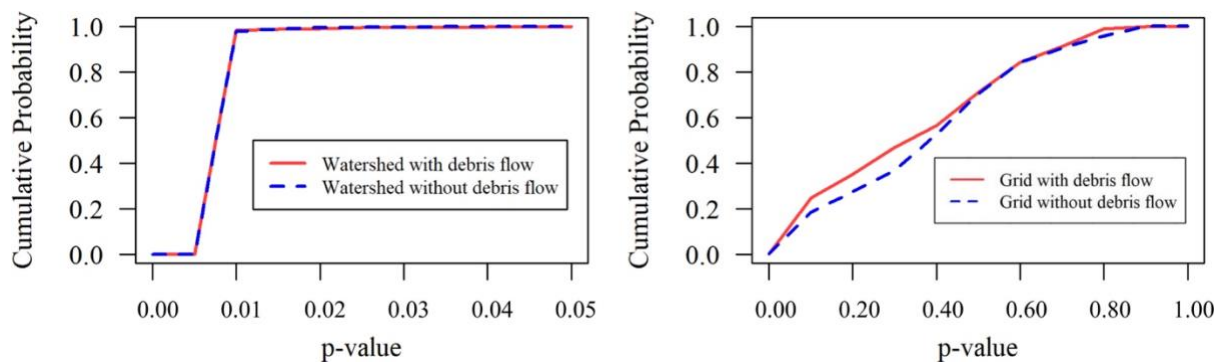 Cumulative Probability
1.0
0.8
0.6
0.4
0.2
0.0
Watershed with debris flow
Watershed without debris flow
0.00 0.01 0.02 0.03 0.04 0.05
p-value
Cumulative Probability
1.0
0.8
0.6
0.4
0.2
0.0
Grid with debris flow
Grid without debris flow
0.00 0.20 0.40 0.60 0.80 1.00
p-value